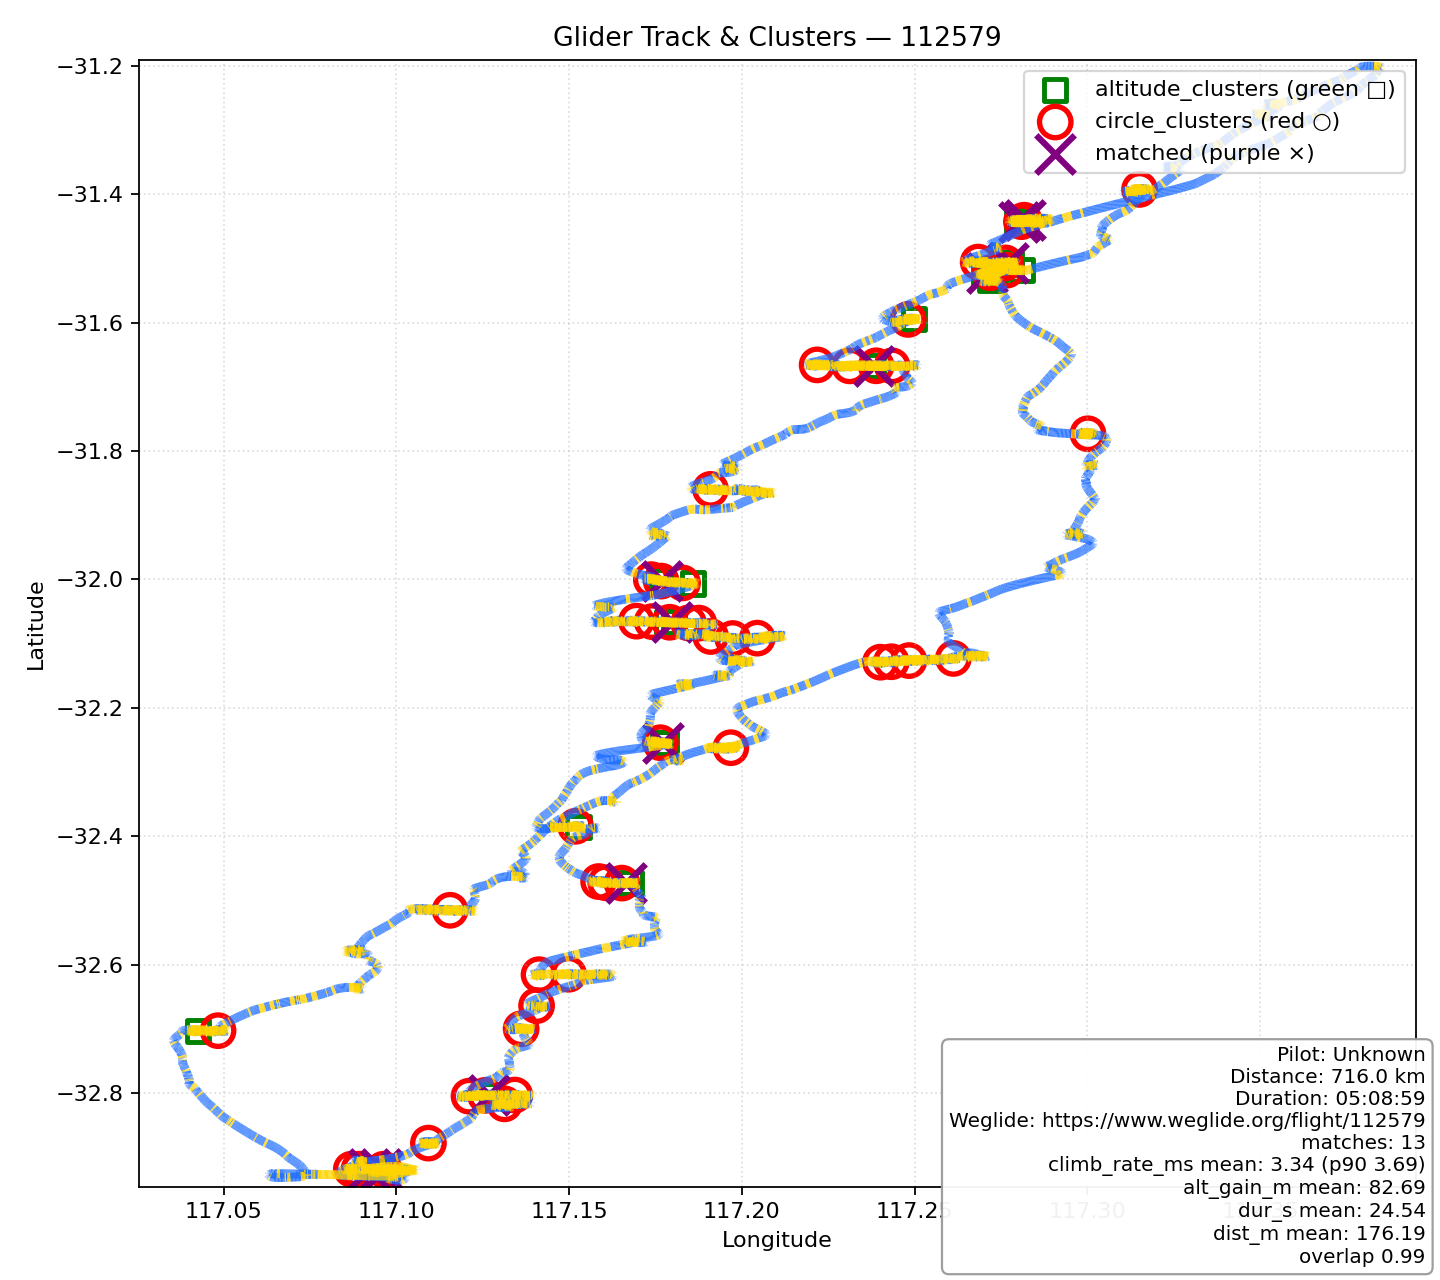 Glider Track & Clusters — 112579
altitude_clusters (green □)
circle_clusters (red ○)
matched (purple ×)
−31.2
−31.4
−31.6
−31.8
−32.0
−32.2
−32.4
−32.6
−32.8
Latitude
117.05
117.10
117.15
117.20
117.25
117.30
Longitude
Pilot: Unknown
Distance: 716.0 km
Duration: 05:08:59
Weglide: https://www.weglide.org/flight/112579
matches: 13
climb_rate_ms mean: 3.34 (p90 3.69)
alt_gain_m mean: 82.69
dur_s mean: 24.54
dist_m mean: 176.19
overlap 0.99